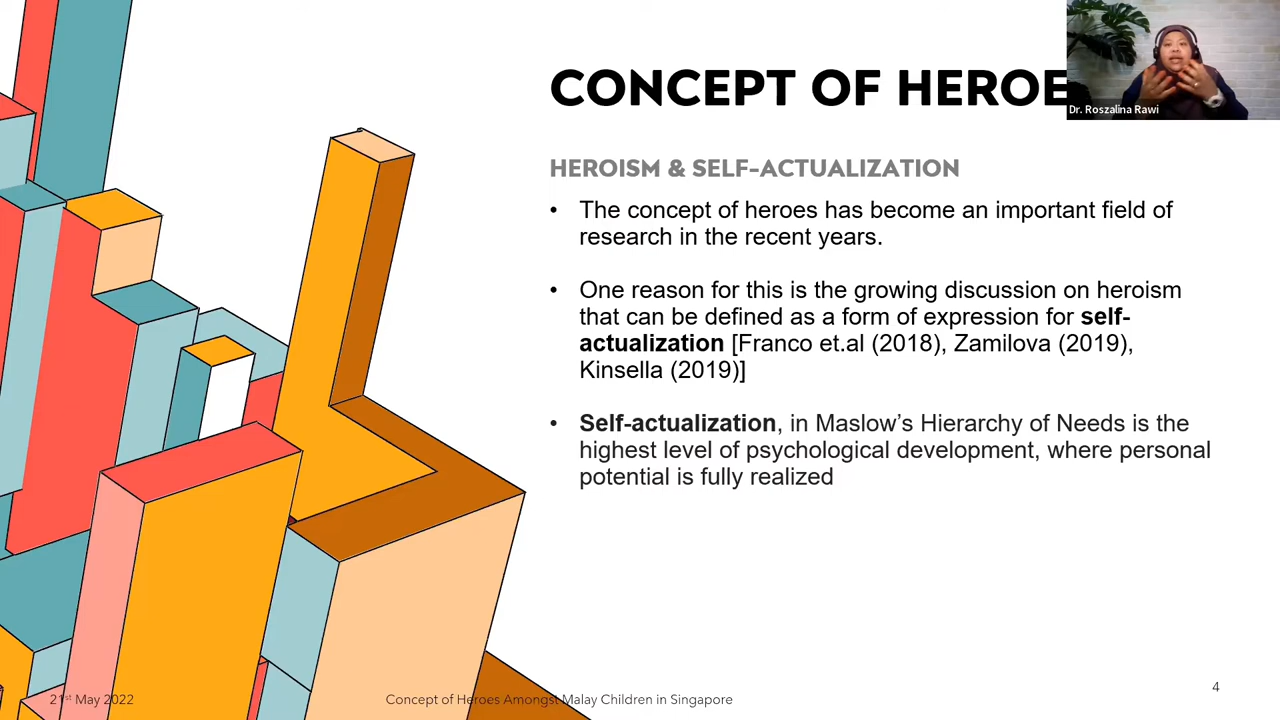 CONCEPT OF HEROE
Dr. Roszalina Rawi
HEROISM & SELF-ACTUALIZATION
• The concept of heroes has become an important field of
research in the recent years.
• One reason for this is the growing discussion on heroism
that can be defined as a form of expression for self-
actualization [Franco et.al (2018), Zamilova (2019),
Kinsella (2019)]
• Self-actualization, in Maslow’s Hierarchy of Needs is the
highest level of psychological development, where personal
potential is fully realized
21st May 2022
Concept of Heroes Amongst Malay Children in Singapore
4